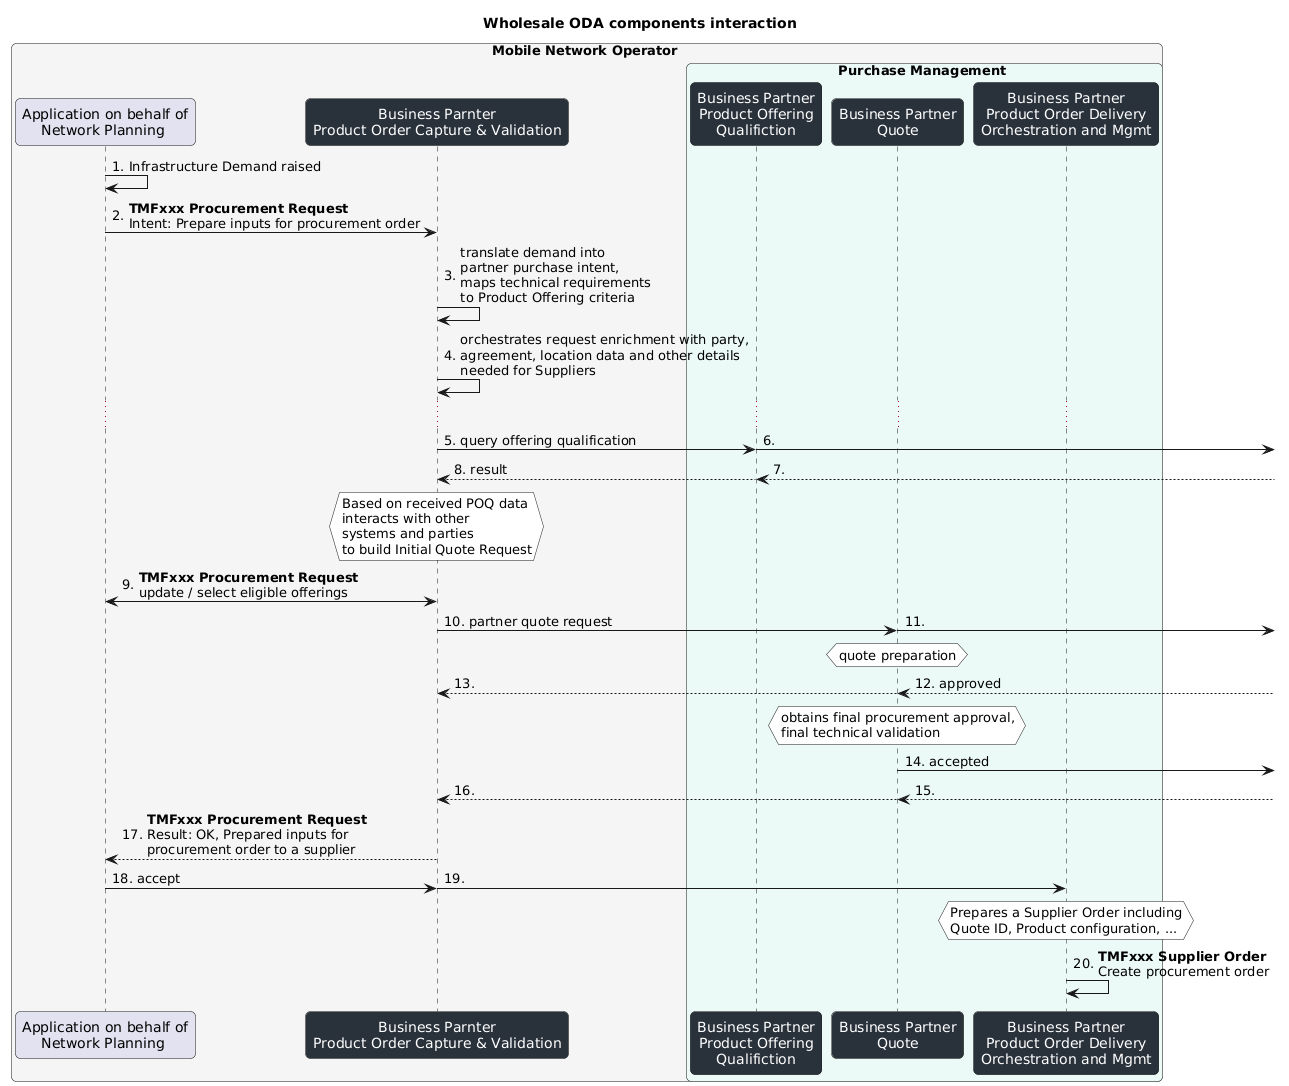 Wholesale ODA components interaction
Mobile Network Operator
Purchase Management
Application on behalf of
Network Planning
Business Parnter
Product Order Capture & Validation
Business Partner
Product Offering
Qualifiction
Business Partner
Quote
Business Partner
Product Order Delivery
Orchestration and Mgmt
1. Infrastructure Demand raised
2. TMFxxx Procurement Request
Intent: Prepare inputs for procurement order
translate demand into
partner purchase intent,
3. maps technical requirements
to Product Offering criteria
orchestrates request enrichment with party,
4. agreement, location data and other details
needed for Suppliers
5. query offering qualification
6.
8. result
7.
Based on received POQ data
interacts with other
systems and parties
to build Initial Quote Request
9. TMFxxx Procurement Request
update / select eligible offerings
10. partner quote request
11.
quote preparation
13.
12. approved
obtains final procurement approval,
final technical validation
14. accepted
16.
15.
TMFxxx Procurement Request
17. Result: OK, Prepared inputs for
procurement order to a supplier
18. accept
19.
Prepares a Supplier Order including
Quote ID, Product configuration, ...
20. TMFxxx Supplier Order
Create procurement order
Application on behalf of
Network Planning
Business Parnter
Product Order Capture & Validation
Business Partner
Product Offering
Qualifiction
Business Partner
Quote
Business Partner
Product Order Delivery
Orchestration and Mgmt